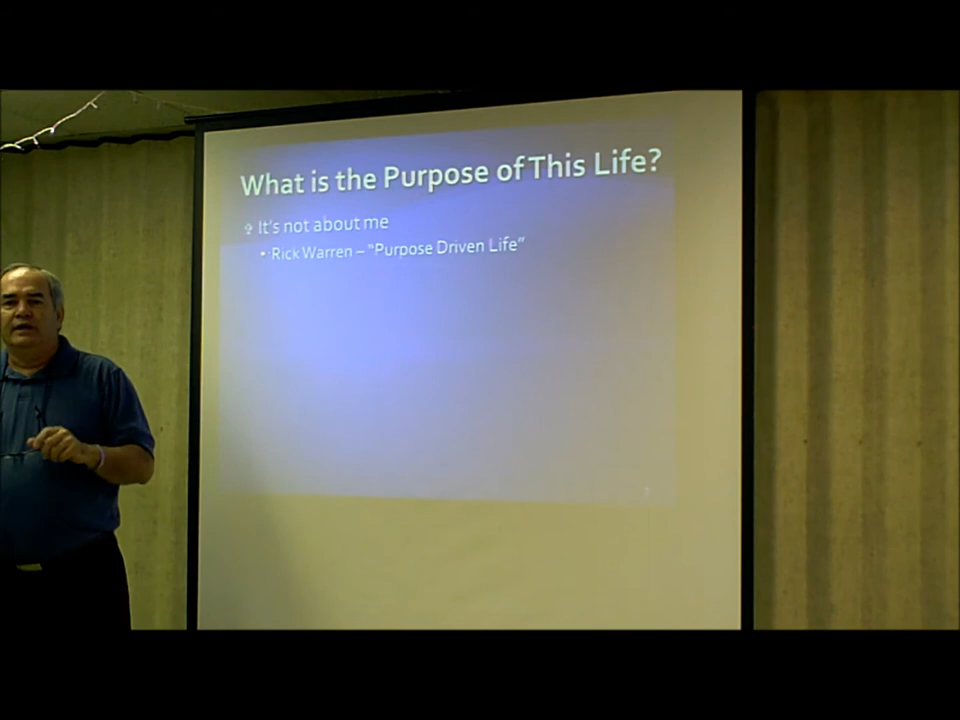 What is the Purpose of This Life?
It's not about me
Rick Warren – "Purpose Driven Life"